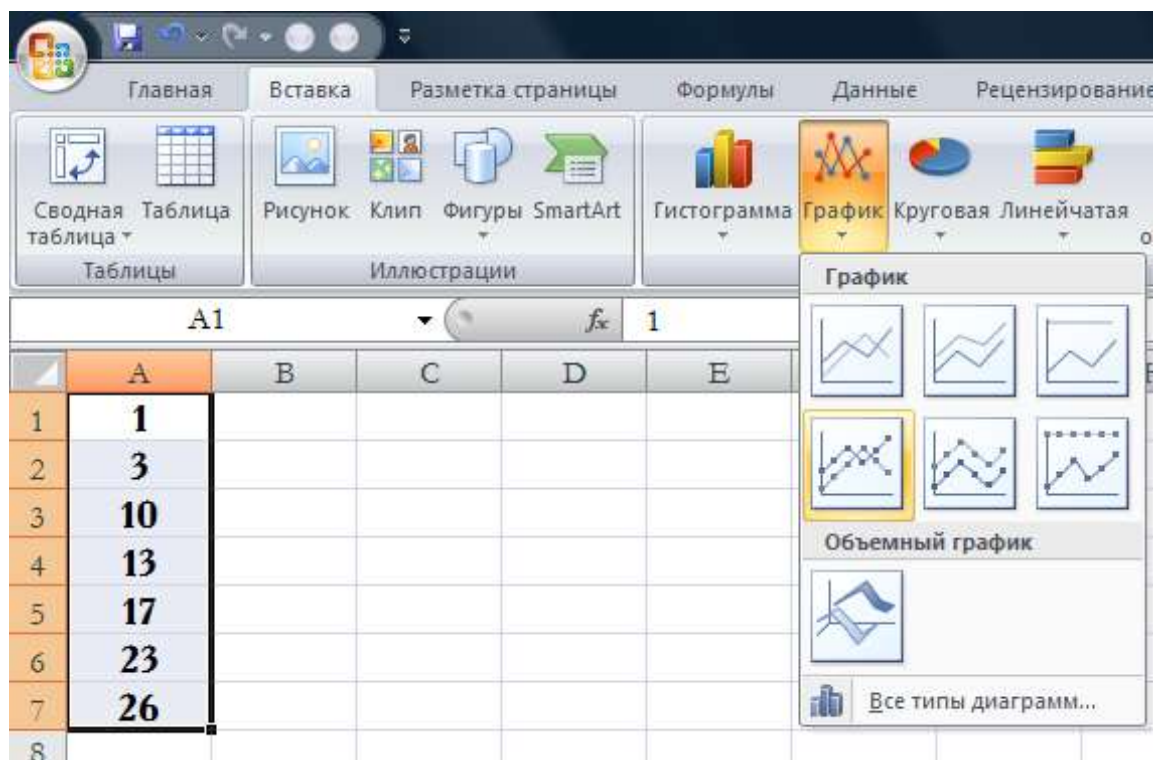 Главная Вставка Разметка страницы Формулы Данные Рецензирование
Сводная таблица Таблица Рисунок Клип Фигуры SmartArt Гистограмма График Круговая Линейчатая
Таблицы Иллюстрации
График
A1 fx 1
A B C D E
1 1
2 3
3 10
4 13
5 17
6 23
7 26
8
Объемный график
Все типы диаграмм...